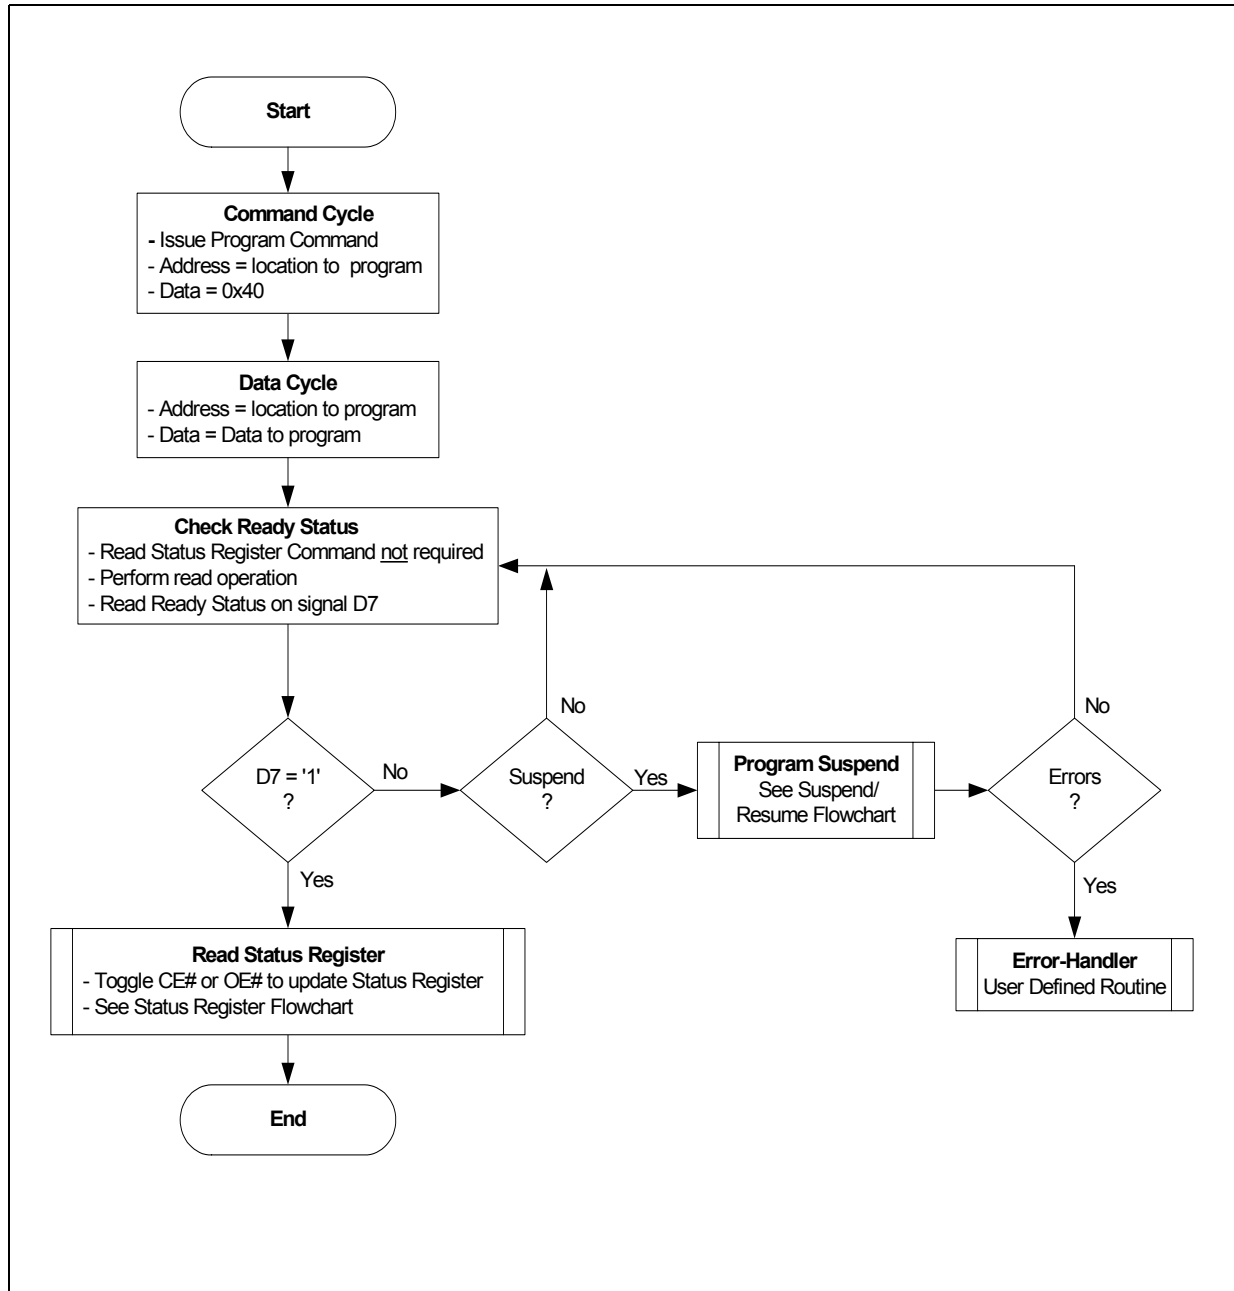 Start
Command Cycle
- Issue Program Command
- Address = location to program
- Data = 0x40
Data Cycle
- Address = location to program
- Data = Data to program
Check Ready Status
- Read Status Register Command not required
- Perform read operation
- Read Ready Status on signal D7
D7 = '1'
?
No
Suspend
?
No
Yes
Program Suspend
See Suspend/
Resume Flowchart
Errors
?
No
Yes
Error-Handler
User Defined Routine
Yes
Read Status Register
- Toggle CE# or OE# to update Status Register
- See Status Register Flowchart
End